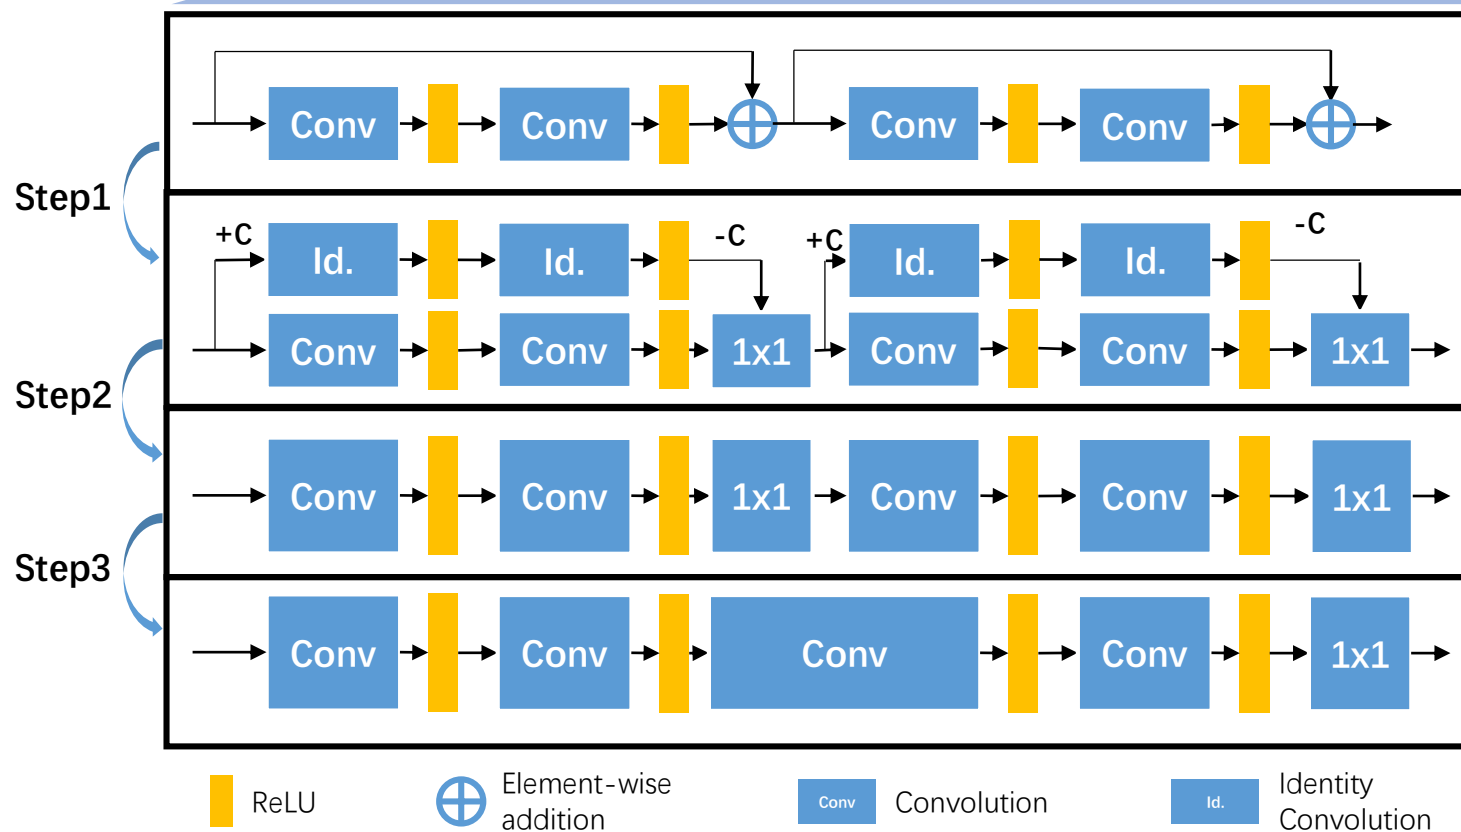 Conv Conv Conv Conv
Step1
+C -C +C -C
Id. Id. Id. Id.
Conv Conv 1x1 Conv Conv 1x1
Step2
Conv Conv 1x1 Conv Conv 1x1
Step3
Conv Conv Conv Conv 1x1
ReLU
Element-wise
addition
Conv Convolution
Id. Identity
Convolution